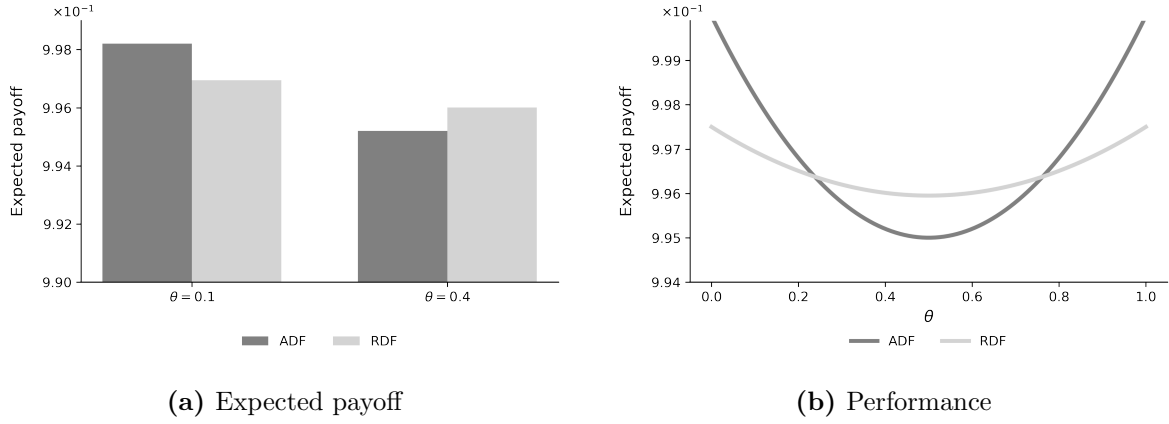 ×10⁻¹
9.98
9.96
9.94
9.92
9.90
Expected payoff
θ = 0.1
θ = 0.4
ADF
RDF
(a) Expected payoff
×10⁻¹
9.99
9.98
9.97
9.96
9.95
9.94
Expected payoff
0.0 0.2 0.4 0.6 0.8 1.0
θ
ADF
RDF
(b) Performance